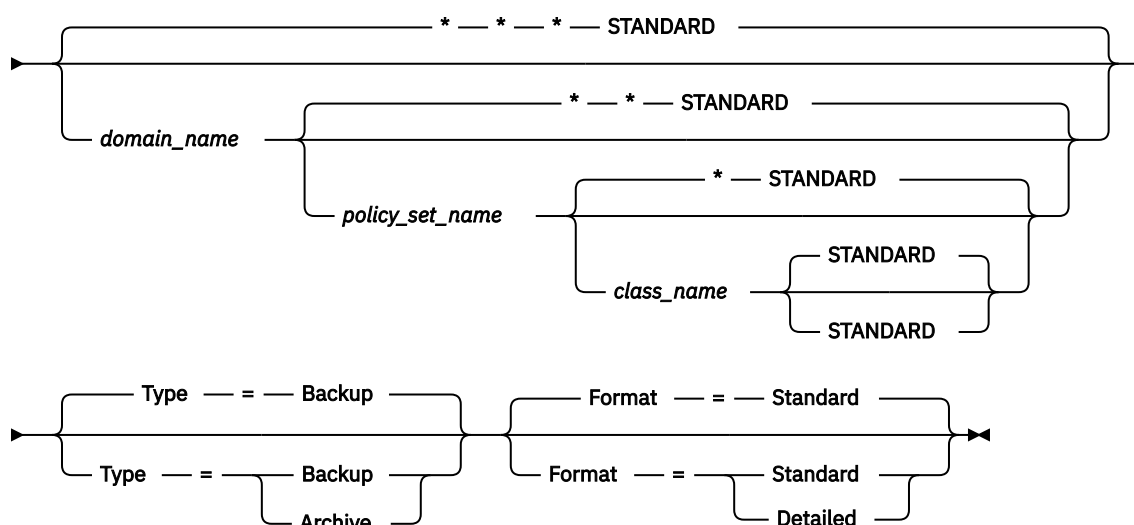 * * * STANDARD
* * STANDARD
domain_name
* STANDARD
policy_set_name
STANDARD
class_name
STANDARD
Type = Backup Format = Standard
Type = Backup Format = Standard
Archive Detailed